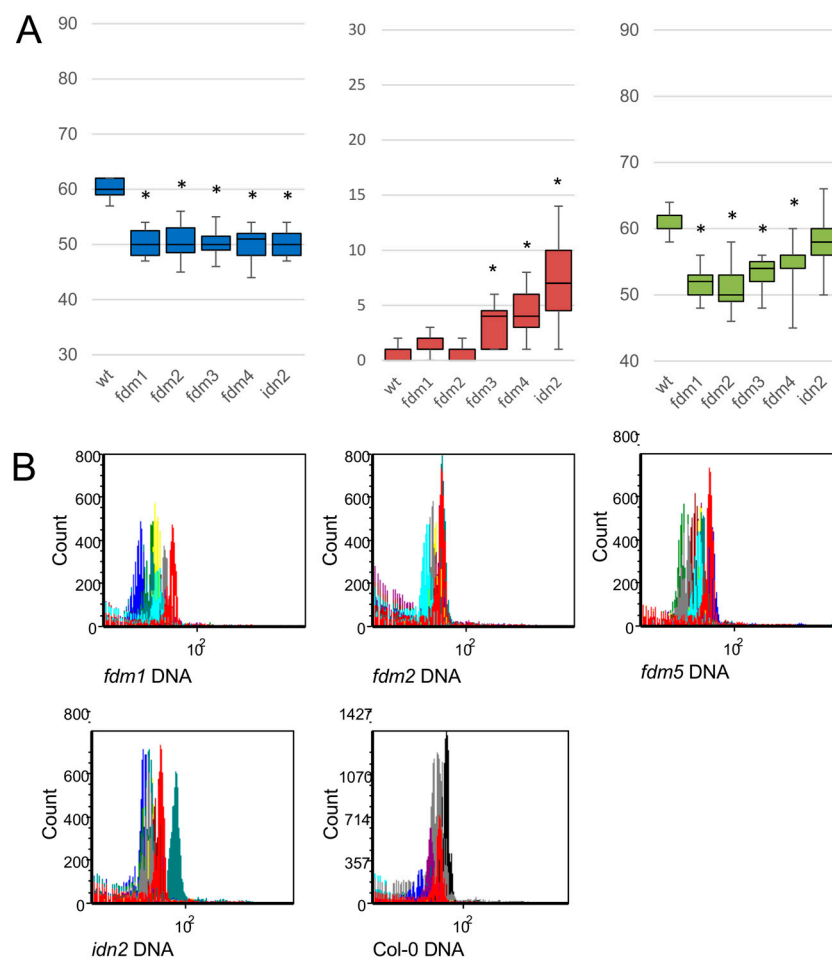 A
90
80
70
60
50
40
30
* * * * *
wt fdm1 fdm2 fdm3 fdm4 idn2
30
25
20
15
10
5
0
* * *
wt fdm1 fdm2 fdm3 fdm4 idn2
90
80
70
60
50
40
* * * *
wt fdm1 fdm2 fdm3 fdm4 idn2
B
800
600
400
200
0
Count
10²
fdm1 DNA
800
600
400
200
0
Count
10²
fdm2 DNA
800
600
400
200
0
Count
10²
fdm5 DNA
800
600
400
200
0
Count
10²
idn2 DNA
1427
1070
714
357
0
Count
10²
Col-0 DNA